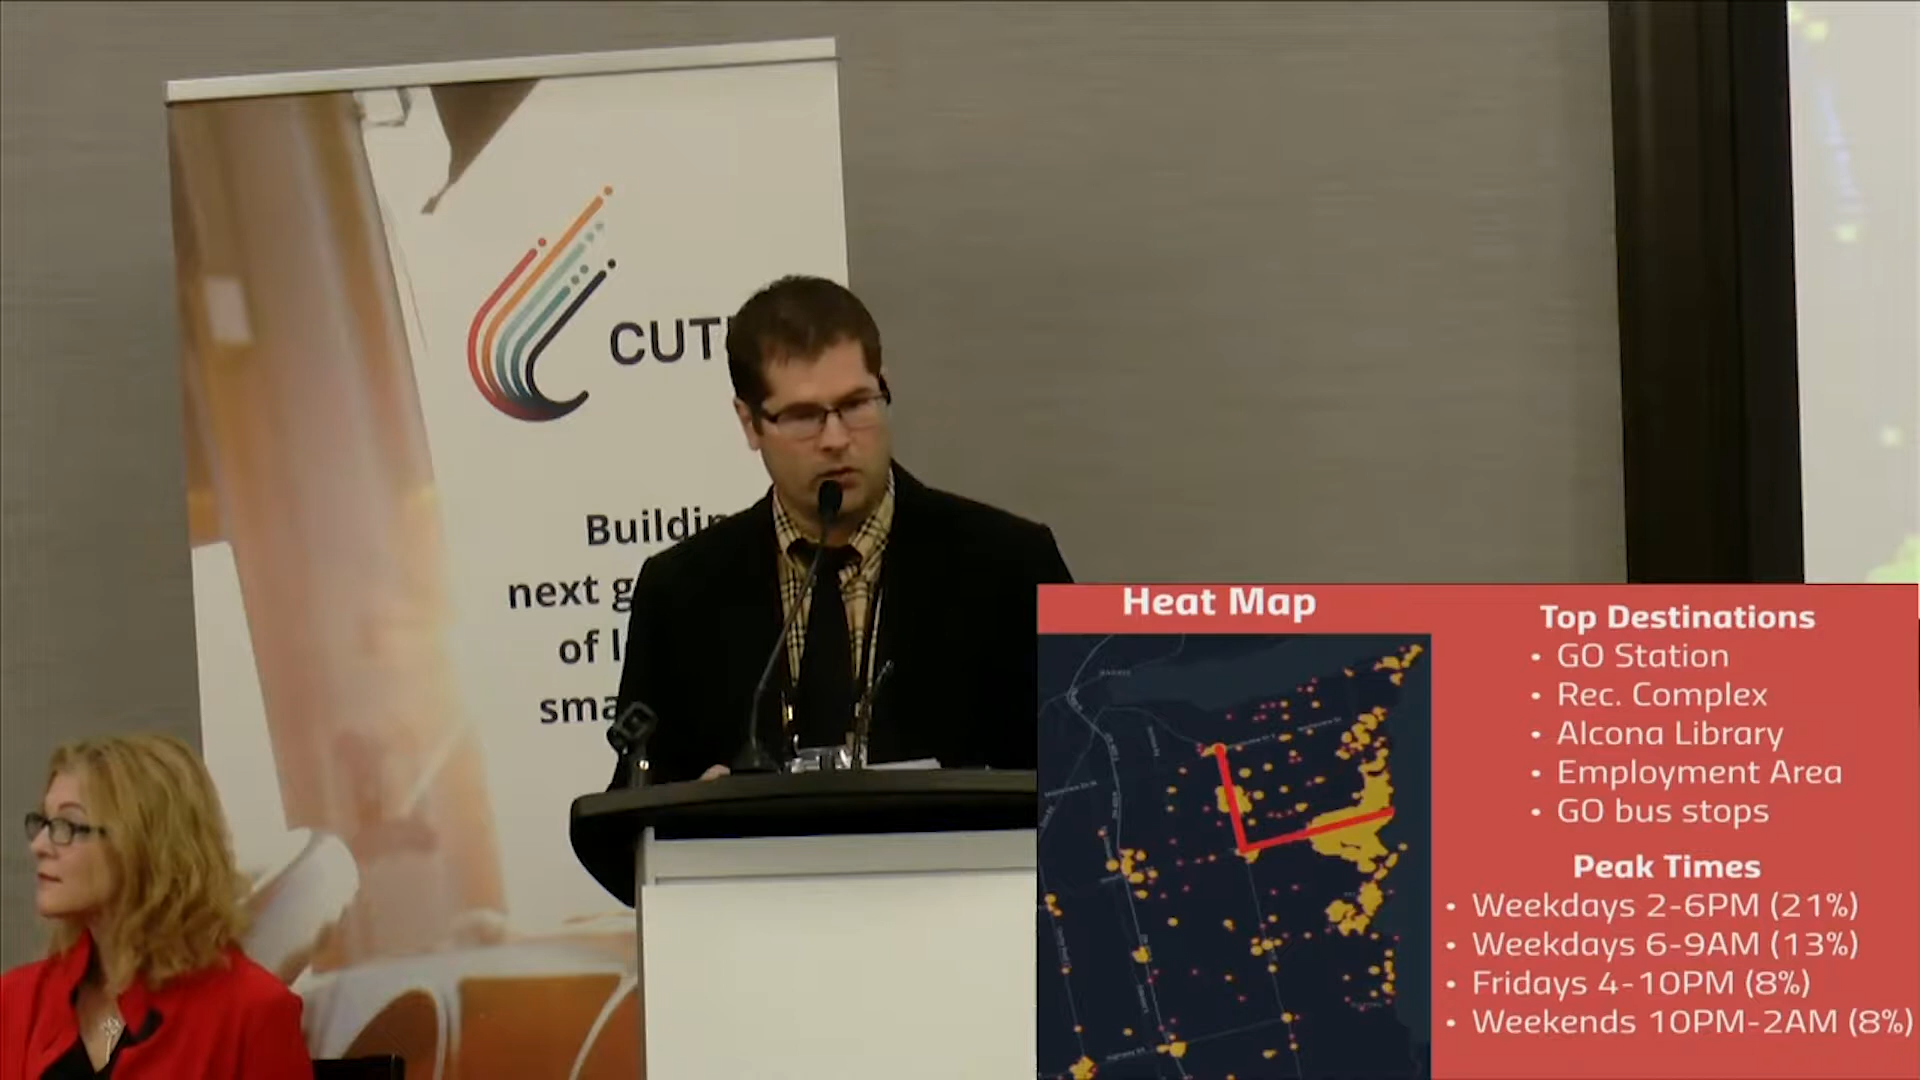 CUT
Buildin
next g
of l
sma
Heat Map
Top Destinations
• GO Station
• Rec. Complex
• Alcona Library
• Employment Area
• GO bus stops
Peak Times
• Weekdays 2-6PM (21%)
• Weekdays 6-9AM (13%)
• Fridays 4-10PM (8%)
• Weekends 10PM-2AM (8%)